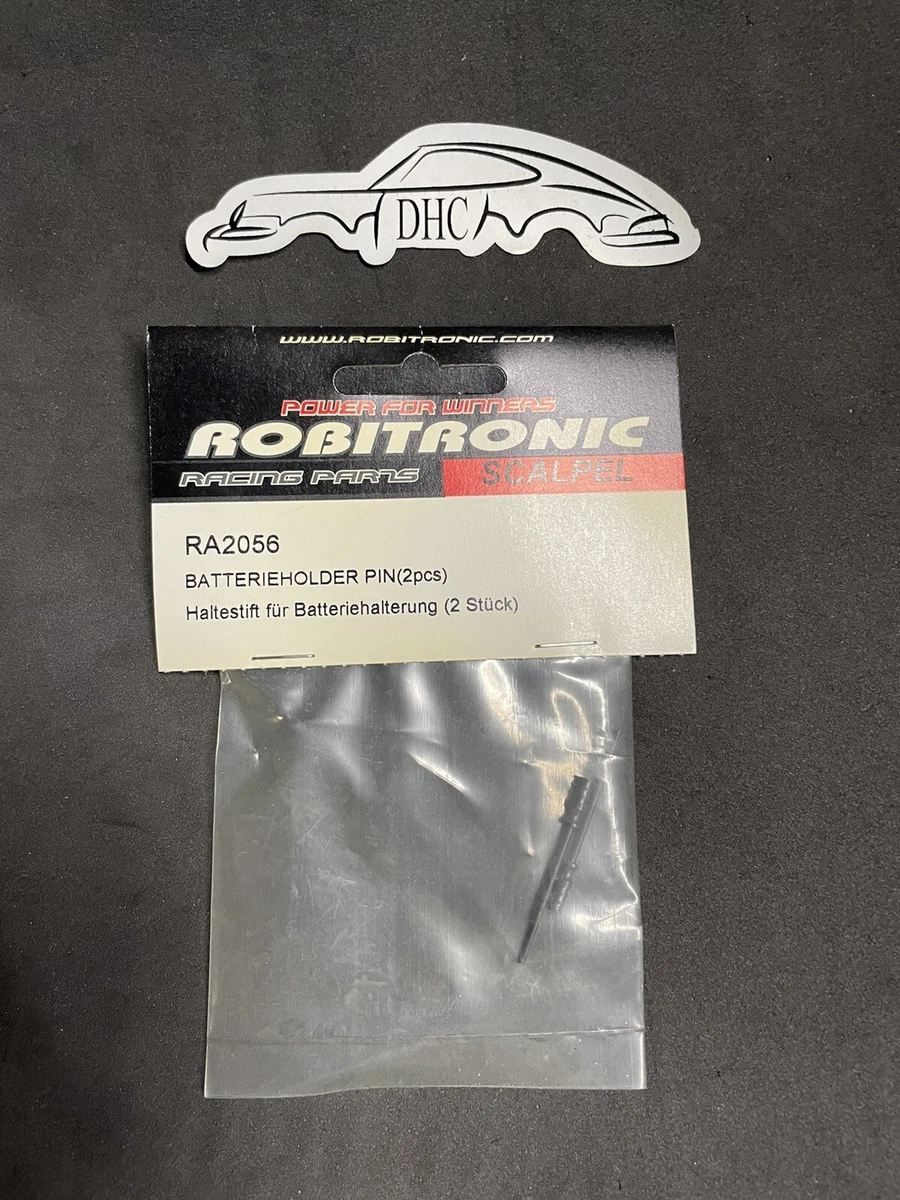 DHC
WWW.ROBITRONIC.COM
POWER FOR WINNERS
ROBITRONIC
RACING PARTS SCALPEL
RA2056
BATTERIEHOLDER PIN(2pcs)
Haltestift für Batteriehalterung (2 Stück)